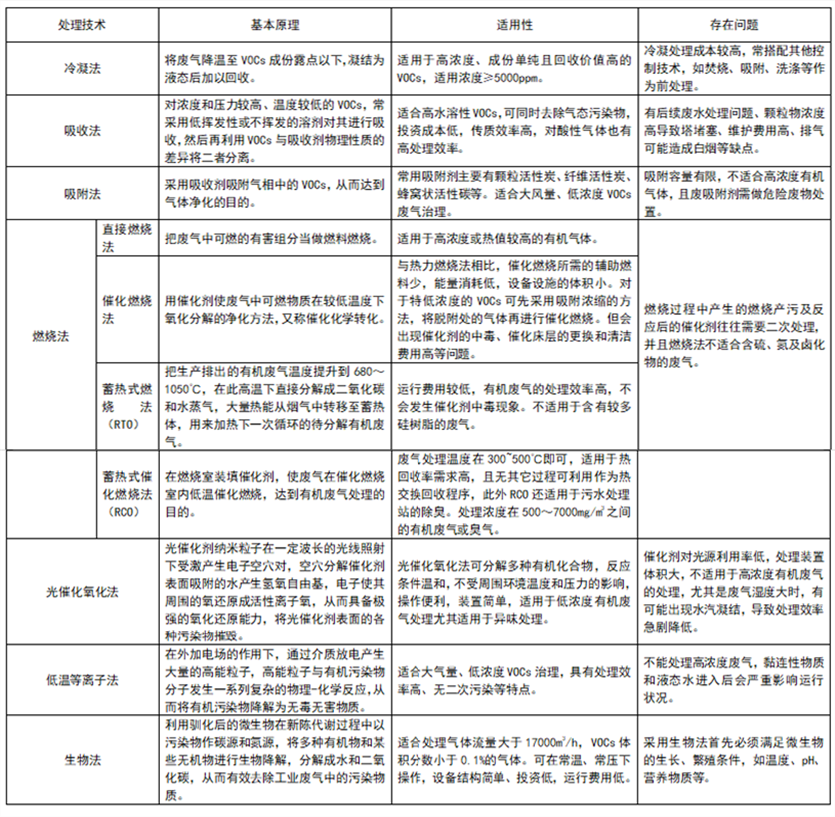 处理技术
基本原理
适用性
存在问题
冷凝法
将废气降温至VOCs成份露点以下,凝结为
液态后加以回收。
适用于高浓度、成份单纯且回收价值高的
VOCs,适用浓度≥5000ppm。
冷凝处理成本较高,常搭配其他控
制技术,如焚烧、吸附、洗涤等作
为前处理。
吸收法
对浓度和压力较高、温度较低的VOCs,常
采用低挥发性或不挥发的溶剂对其进行吸
收,然后再利用VOCs与吸收剂物理性质的
差异将二者分离。
适合高水溶性VOCs,可同时去除气态污染物,
投资成本低,传质效率高,对酸性气体也有
高处理效率。
有后续废水处理问题、颗粒物浓度
高导致塔堵塞、维护费用高、排气
可能造成白烟等缺点。
吸附法
采用吸收剂吸附气相中的VOCs,从而达到
气体净化的目的。
常用吸附剂主要有颗粒活性炭、纤维活性炭、
蜂窝状活性碳等。适合大风量、低浓度VOCs
废气治理。
吸附容量有限,不适合高浓度有机
气体,且废吸附剂需做危险废物处
置。
燃烧法
直接燃烧
法
把废气中可燃的有害组分当做燃料燃烧。
适用于高浓度或热值较高的有机气体。
燃烧过程中产生的燃烧产污及反
应后的催化剂往往需要二次处理,
并且燃烧法不适合含硫、氮及卤化
物的废气。
催化燃烧
法
用催化剂使废气中可燃物质在较低温度下
氧化分解的净化方法,又称催化化学转化。
与热力燃烧法相比,催化燃烧所需的辅助燃
料少,能量消耗低,设备设施的体积小。对
于特低浓度的VOCs可先采用吸附浓缩的方
法,将脱附处的气体再进行催化燃烧。但会
出现催化剂的中毒、催化床层的更换和清洁
费用高等问题。
蓄热式燃
烧 法
(RTO)
把生产排出的有机废气温度提升到680～
1050℃,在此高温下直接分解成二氧化碳
和水蒸气,大量热能从烟气中转移至蓄热
体,用来加热下一次循环的待分解有机废
气。
运行费用较低,有机废气的处理效率高,不
会发生催化剂中毒现象。不适用于含有较多
硅树脂的废气。
蓄热式催
化燃烧法
(RCO)
在燃烧室装填催化剂,使废气在催化燃烧
室内低温催化燃烧,达到有机废气处理的
目的。
废气处理温度在300~500℃即可,适用于热
回收率需求高,且无其它过程可利用作为热
交换回收程序,此外RCO还适用于污水处理
站的除臭。处理浓度在500～7000mg/㎡之间
的有机废气或臭气。
光催化氧化法
光催化剂纳米粒子在一定波长的光线照射
下受激产生电子空穴对,空穴分解催化剂
表面吸附的水产生氢氧自由基,电子使其
周围的氧还原成活性离子氧,从而具备极
强的氧化还原能力,将光催化剂表面的各
种污染物摧毁。
光催化氧化法可分解多种有机化合物,反应
条件温和,不受周围环境温度和压力的影响,
操作便利,装置简单,适用于低浓度有机废
气处理尤其适用于异味处理。
催化剂对光源利用率低,处理装置
体积大,不适用于高浓度有机废气
的处理,尤其是废气湿度大时,有
可能出现水汽凝结,导致处理效率
急剧降低。
低温等离子法
在外加电场的作用下,通过介质放电产生
大量的高能粒子,高能粒子与有机污染物
分子发生一系列复杂的物理-化学反应,从
而将有机污染物降解为无毒无害物质。
适合大气量、低浓度VOCs治理,具有处理效
率高、无二次污染等特点。
不能处理高浓度废气,黏连性物质
和液态水进入后会严重影响运行
状况。
生物法
利用驯化后的微生物在新陈代谢过程中以
污染物作碳源和氮源,将多种有机物和某
些无机物进行生物降解,分解成水和二氧
化碳,从而有效去除工业废气中的污染物
质。
适合处理气体流量大于17000㎡/h,VOCs体
积分数小于0.1%的气体。可在常温、常压下
操作,设备结构简单、投资低,运行费用低。
采用生物法首先必须满足微生物
的生长、繁殖条件,如温度、pH、
营养物质等。